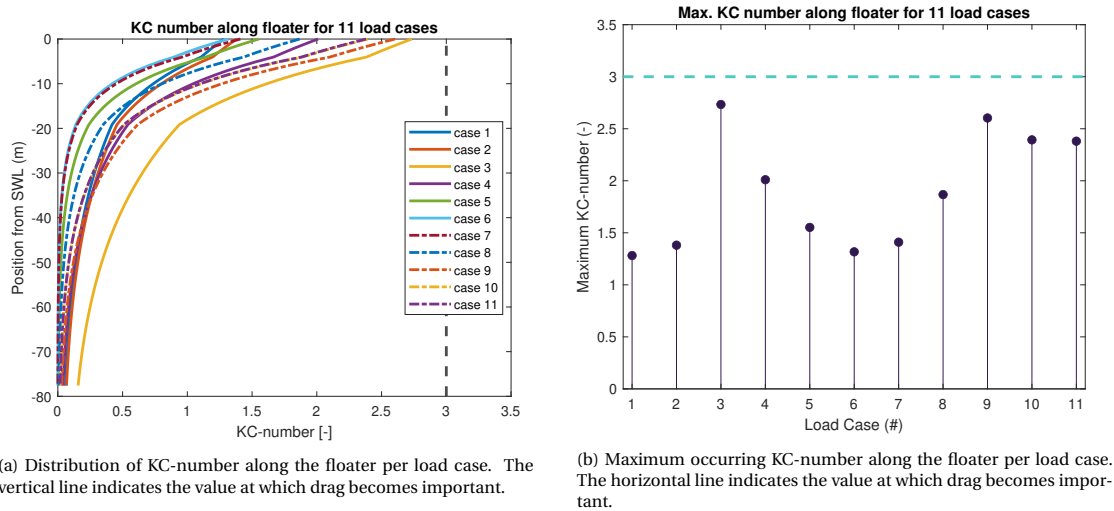 KC number along floater for 11 load cases
0
-10
-20
-30
-40
-50
-60
-70
-80
Position from SWL (m)
0
0.5
1
1.5
2
2.5
3
3.5
KC-number [-]
case 1
case 2
case 3
case 4
case 5
case 6
case 7
case 8
case 9
case 10
case 11
(a) Distribution of KC-number along the floater per load case. The
vertical line indicates the value at which drag becomes important.
Max. KC number along floater for 11 load cases
3.5
3
2.5
2
1.5
1
0.5
0
Maximum KC-number (-)
1
2
3
4
5
6
7
8
9
10
11
Load Case (#)
(b) Maximum occurring KC-number along the floater per load case.
The horizontal line indicates the value at which drag becomes impor-
tant.